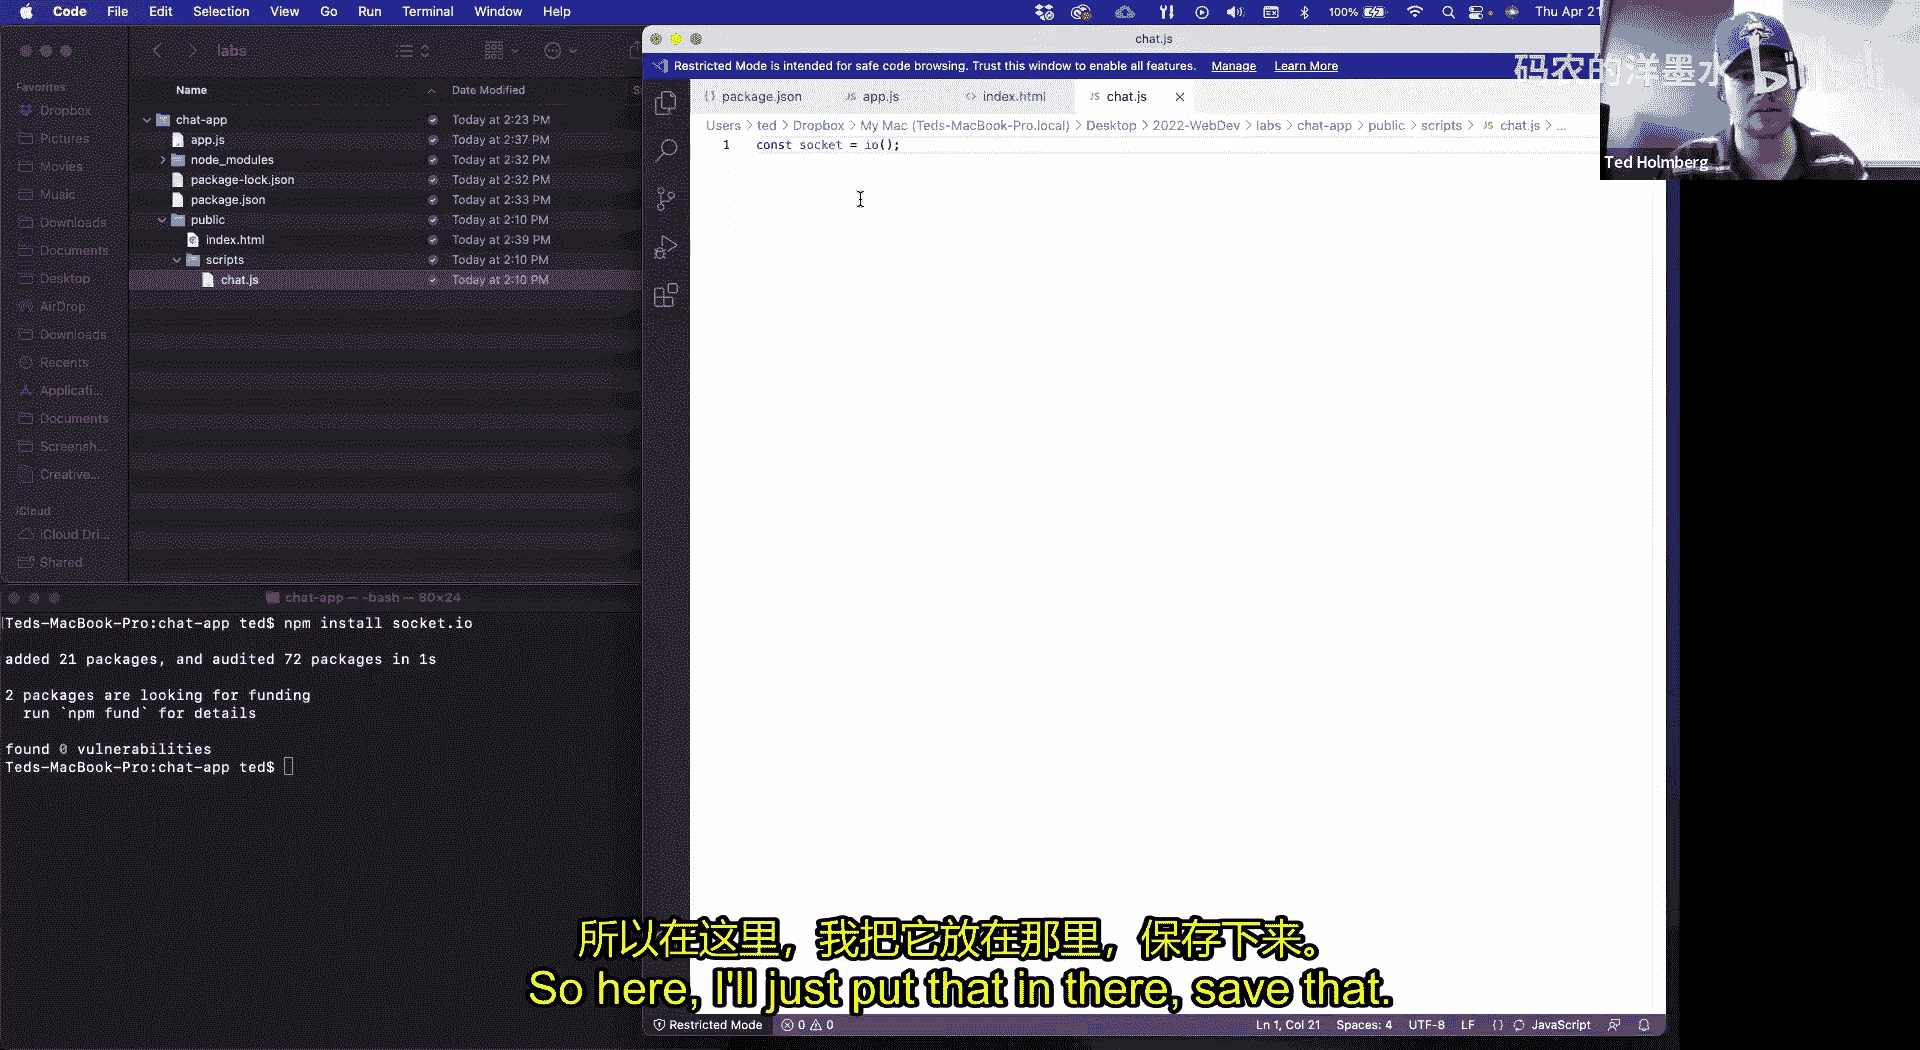 Code File Edit Selection View Go Run Terminal Window Help 100% Thu Apr 21
labs
Favorites
Dropbox
Pictures
Movies
Music
Downloads
Documents
Desktop
AirDrop
Downloads
Recents
Applicati...
Documents
Screensh...
Creative...
iCloud
iCloud Dri...
Shared
Name Date Modified
chat-app Today at 2:23 PM
app.js Today at 2:37 PM
node_modules Today at 2:32 PM
package-lock.json Today at 2:32 PM
package.json Today at 2:33 PM
public Today at 2:10 PM
index.html Today at 2:39 PM
scripts Today at 2:10 PM
chat.js Today at 2:10 PM
chat-app — -bash — 80×24
Teds-MacBook-Pro:chat-app ted$ npm install socket.io
added 21 packages, and audited 72 packages in 1s
2 packages are looking for funding
run `npm fund` for details
found 0 vulnerabilities
Teds-MacBook-Pro:chat-app ted$
chat.js
Restricted Mode is intended for safe code browsing. Trust this window to enable all features. Manage Learn More
{} package.json JS app.js <> index.html JS chat.js
Users > ted > Dropbox > My Mac (Teds-MacBook-Pro.local) > Desktop > 2022-WebDev > labs > chat-app > public > scripts > JS chat.js > ...
1 const socket = io();
码农的洋墨水
Ted Holmberg
所以在这里，我把它放在那里，保存下来。
So here, I'll just put that in there, save that.
Restricted Mode 0 0 Ln 1, Col 21 Spaces: 4 UTF-8 LF {} JavaScript